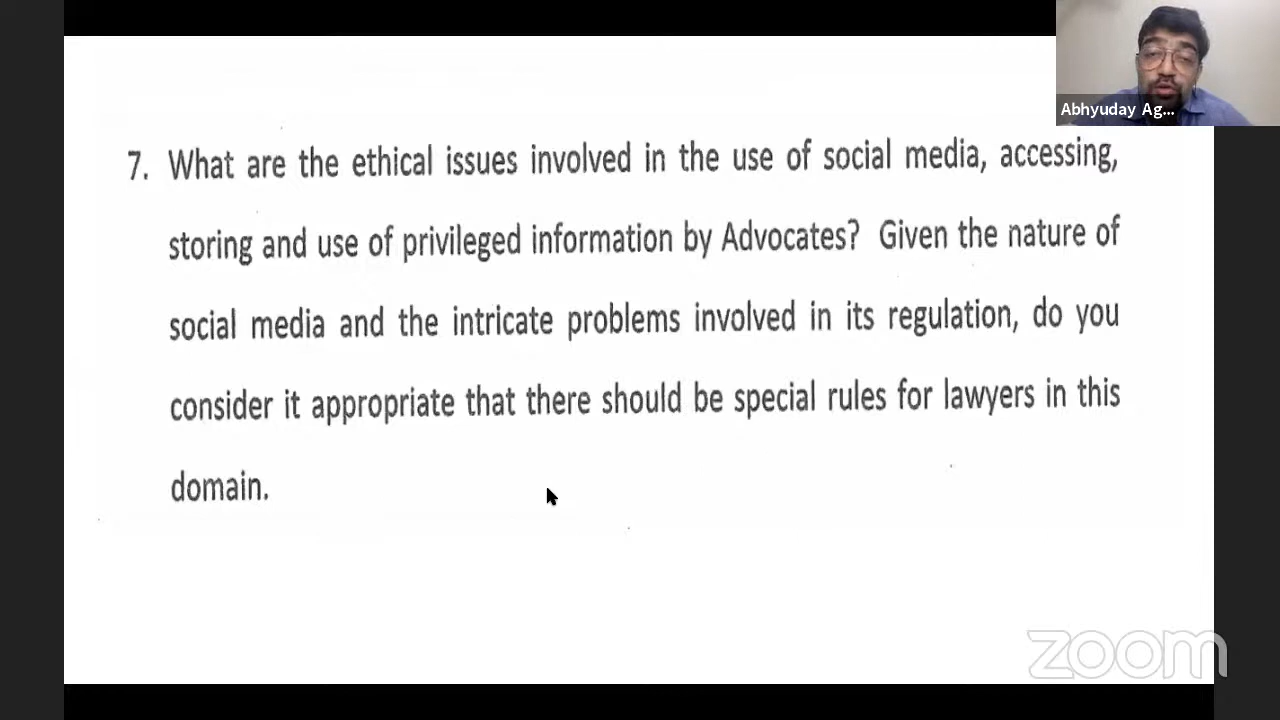 Abhyuday Ag...
7. What are the ethical issues involved in the use of social media, accessing,
storing and use of privileged information by Advocates? Given the nature of
social media and the intricate problems involved in its regulation, do you
consider it appropriate that there should be special rules for lawyers in this
domain.
zoom